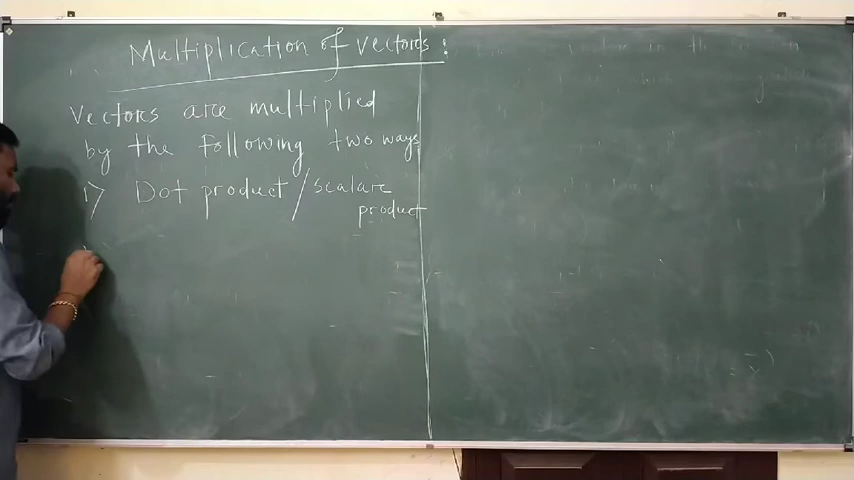 Multiplication of vectors :
Vectors are multiplied
by the following two ways
1) Dot product / scalare
product